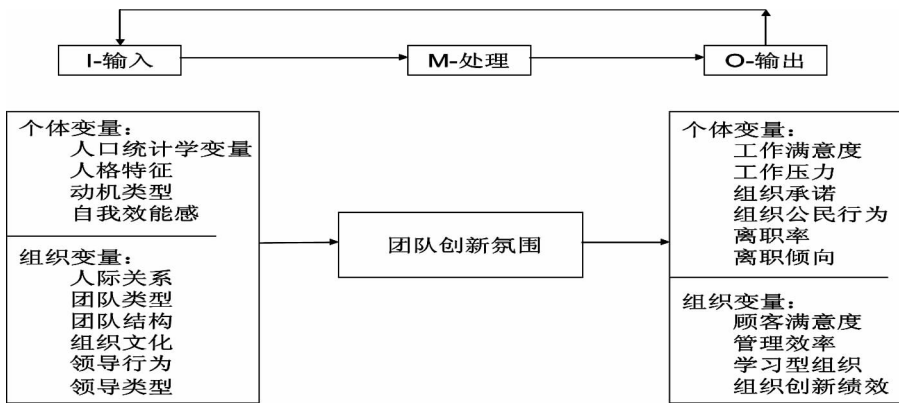 I-输入
M-处理
O-输出
个体变量：
人口统计学变量
人格特征
动机类型
自我效能感
组织变量：
人际关系
团队类型
团队结构
组织文化
领导行为
领导类型
团队创新氛围
个体变量：
工作满意度
工作压力
组织承诺
组织公民行为
离职率
离职倾向
组织变量：
顾客满意度
管理效率
学习型组织
组织创新绩效